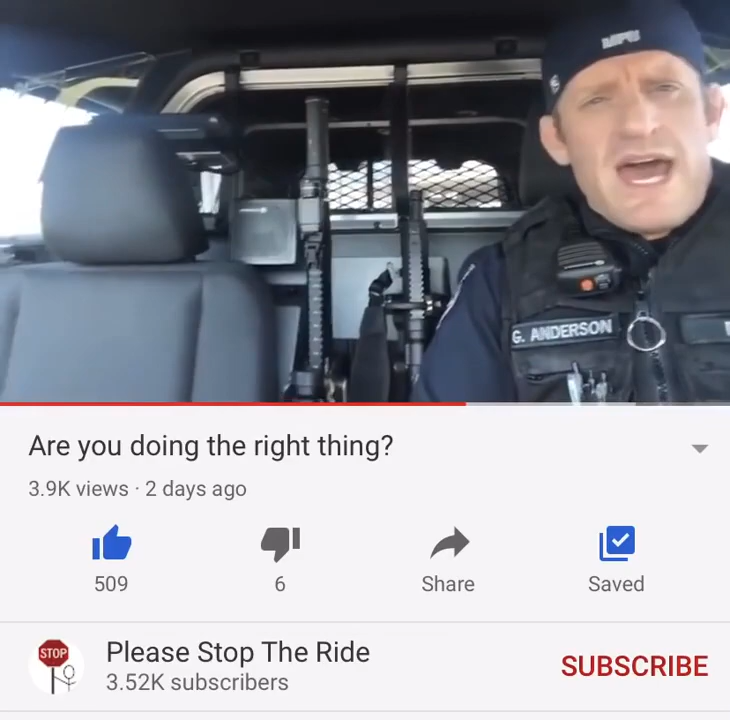 G. ANDERSON
Are you doing the right thing?
3.9K views · 2 days ago
509
6
Share
Saved
STOP
Please Stop The Ride
3.52K subscribers
SUBSCRIBE